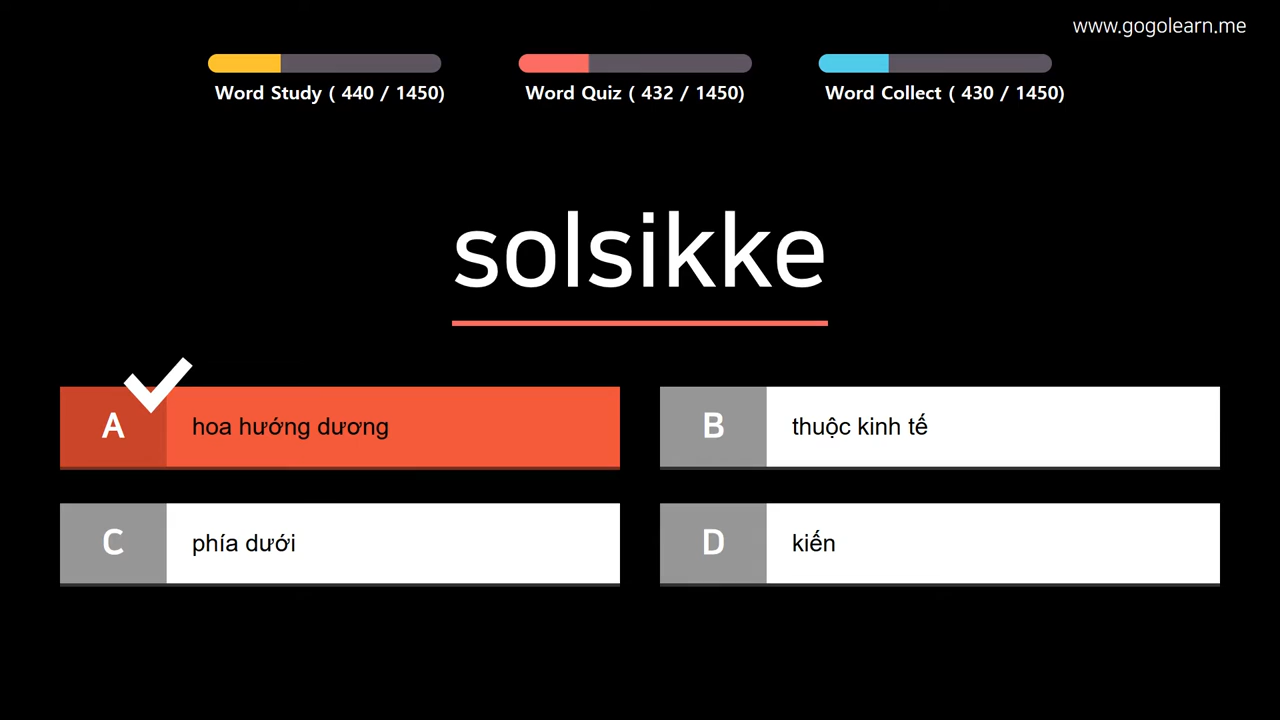 www.gogolearn.me
Word Study ( 440 / 1450)
Word Quiz ( 432 / 1450)
Word Collect ( 430 / 1450)
solsikke
A hoa hướng dương
B thuộc kinh tế
C phía dưới
D kiến